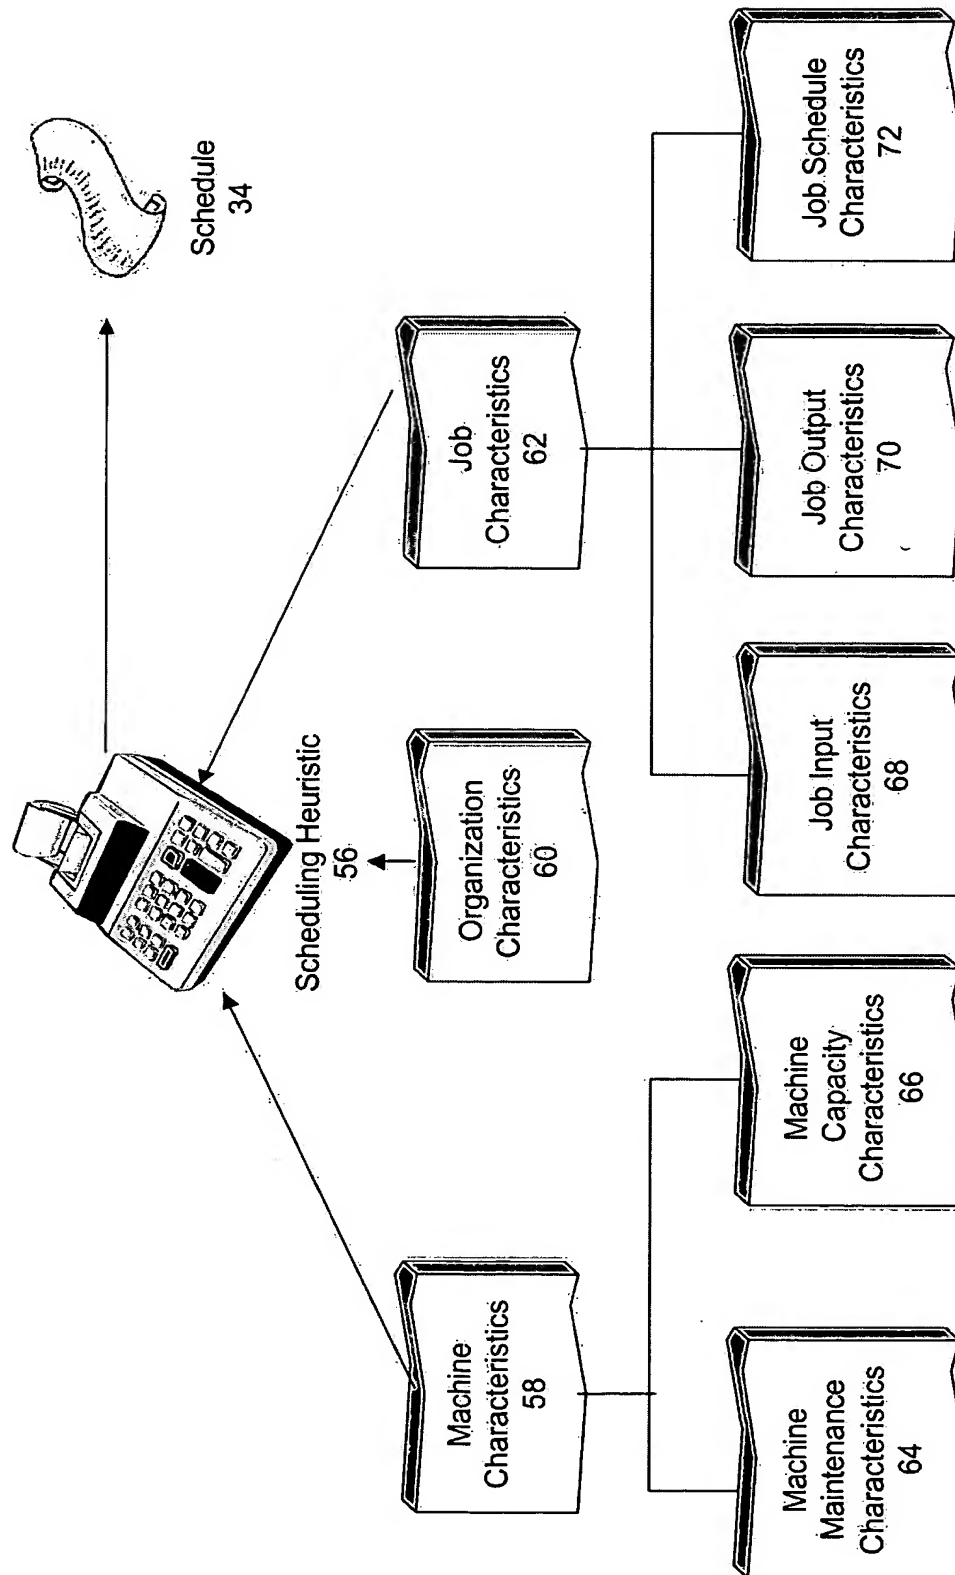 Schedule
34
Scheduling Heuristic
56
Machine
Characteristics
58
Organization
Characteristics
60
Job
Characteristics
62
Machine
Maintenance
Characteristics
64
Machine
Capacity
Characteristics
66
Job Input
Characteristics
68
Job Output
Characteristics
70
Job Schedule
Characteristics
72